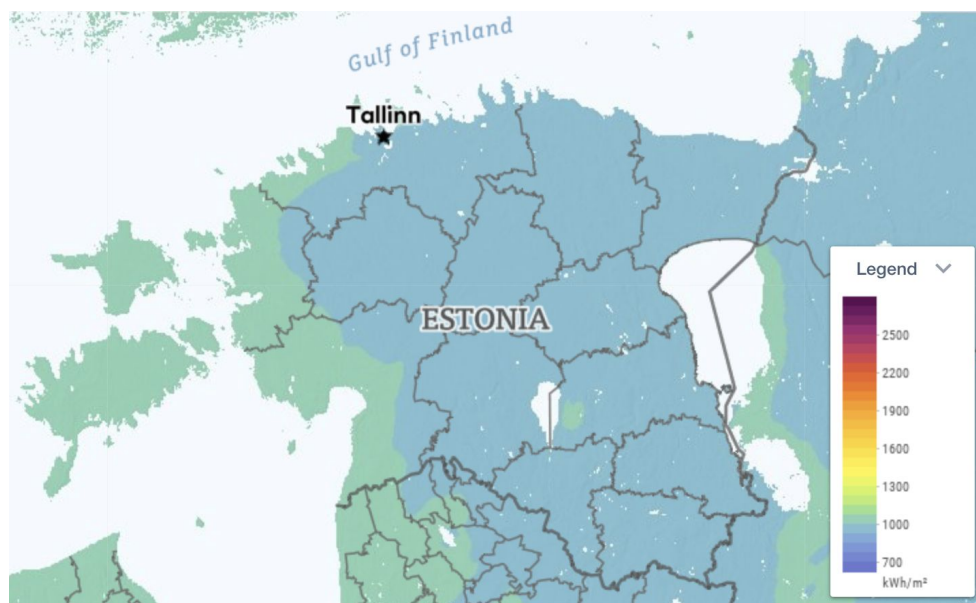 Gulf of Finland
Tallinn
ESTONIA
Legend
2500
2200
1900
1600
1300
1000
700
kWh/m²